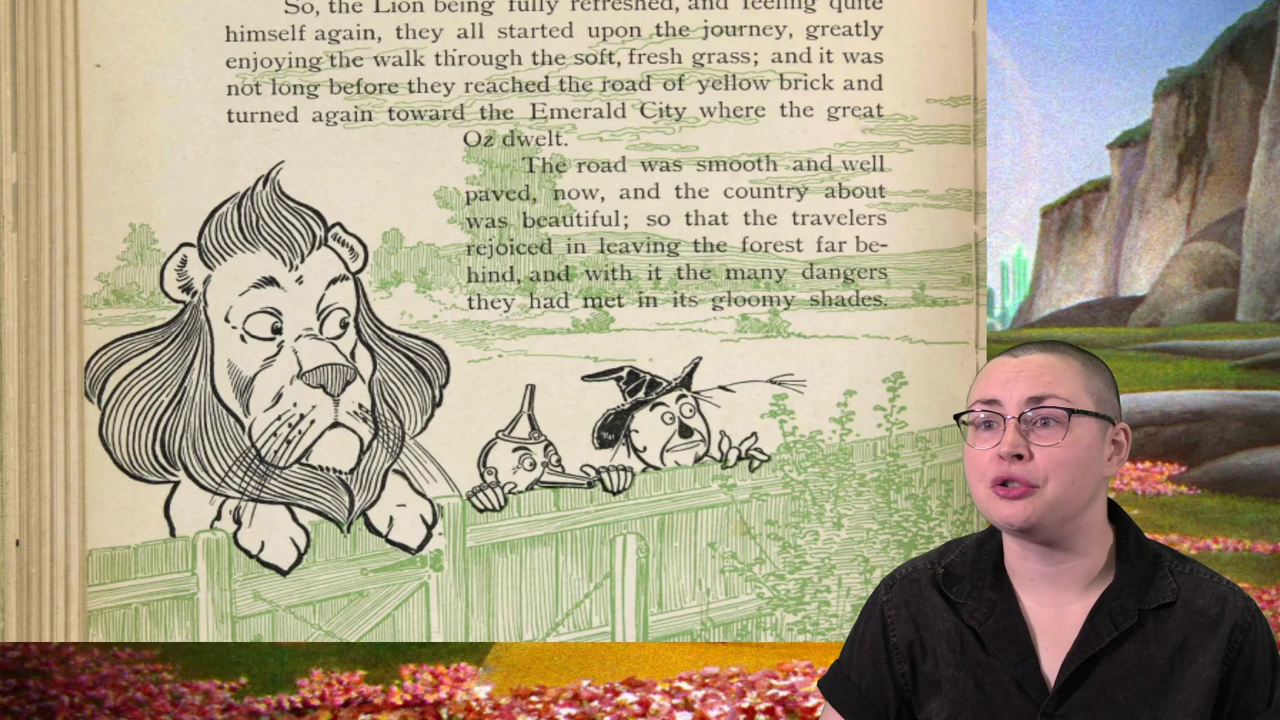 So, the Lion being fully refreshed, and feeling quite
himself again, they all started upon the journey, greatly
enjoying the walk through the soft, fresh grass; and it was
not long before they reached the road of yellow brick and
turned again toward the Emerald City where the great
Oz dwelt.
The road was smooth and well
paved, now, and the country about
was beautiful; so that the travelers
rejoiced in leaving the forest far be-
hind, and with it the many dangers
they had met in its gloomy shades.